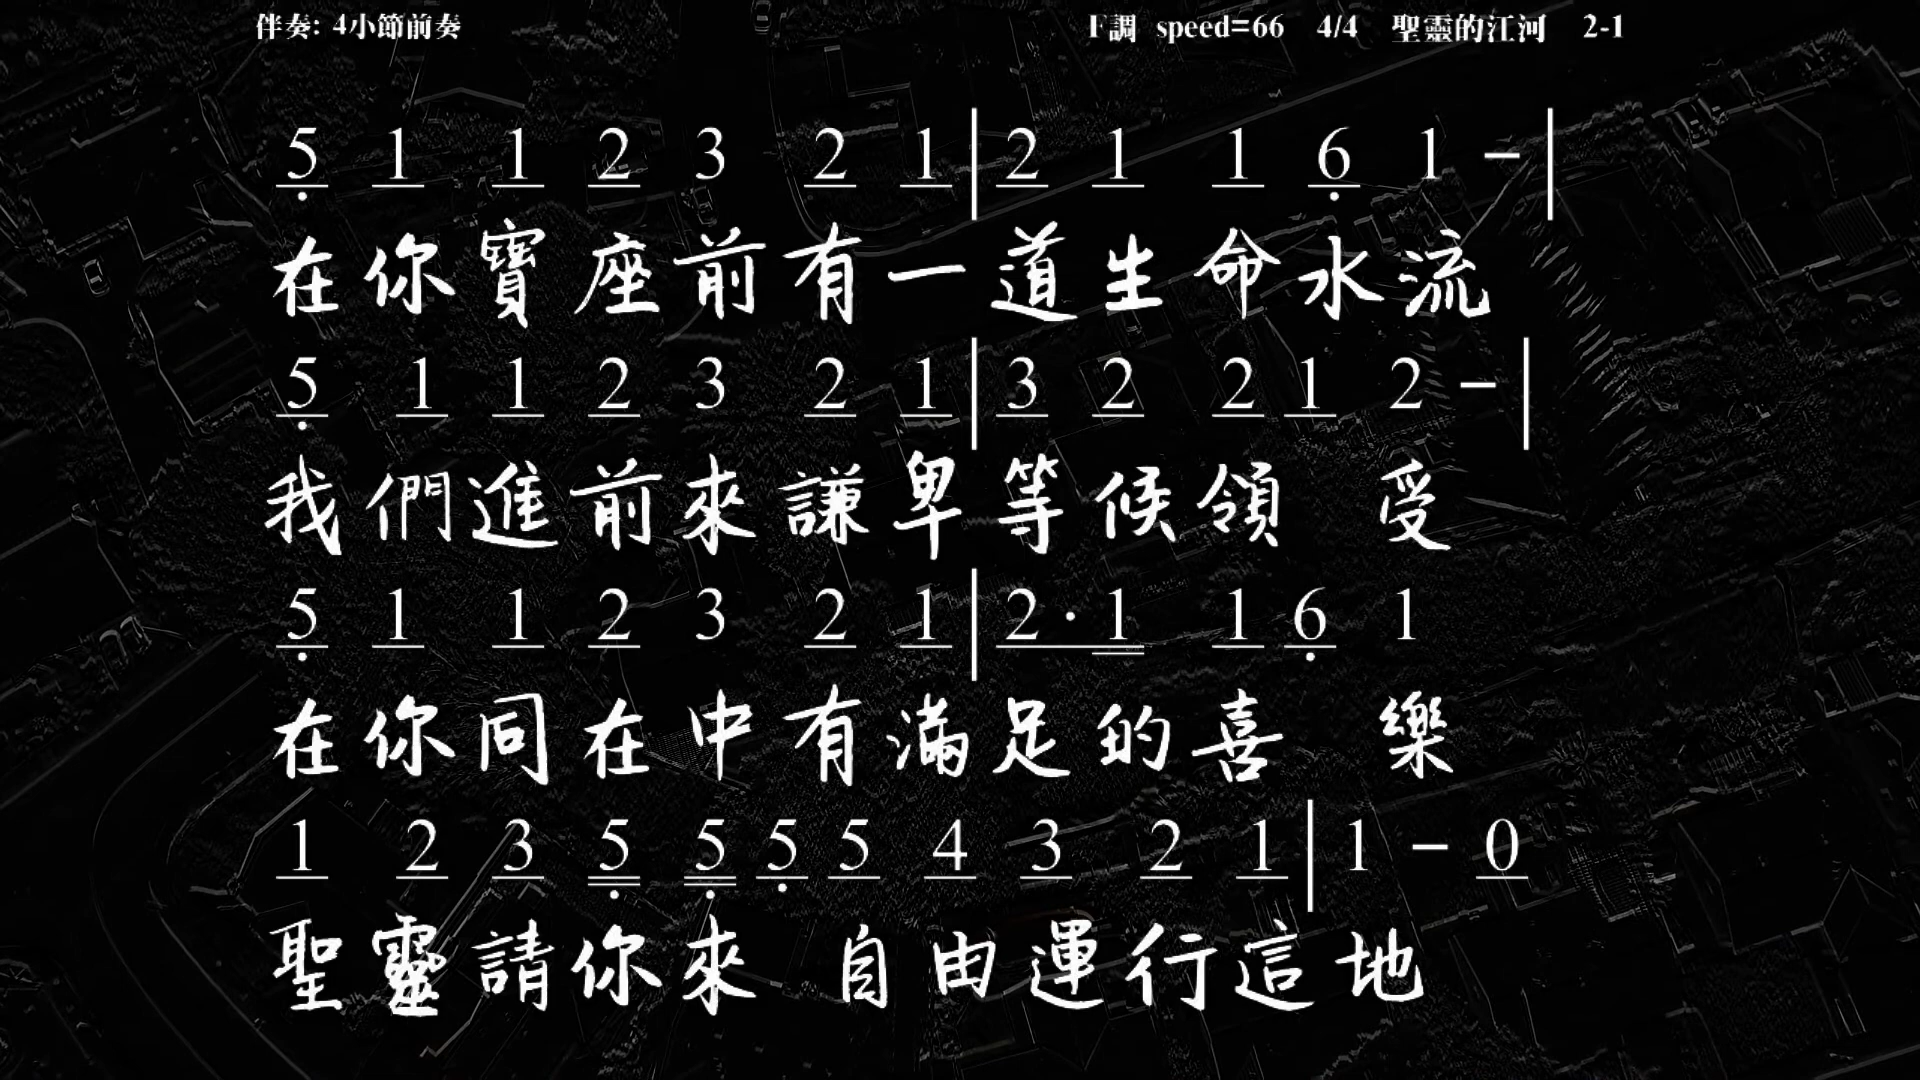 伴奏: 4小節前奏 F調 speed=66 4/4 聖靈的江河 2-1
5̣ 1 1 2 3 2 1 | 2 1 1 6̣ 1 – |
在你寶座前有一道生命水流
5̣ 1 1 2 3 2 1 | 3 2 2 1 2 – |
我們進前來謙卑等候領 受
5̣ 1 1 2 3 2 1 | 2 · 1 1 6̣ 1
在你同在中有滿足的喜 樂
1 2 3 5̣ 5̣ 5̣ 5 4 3 2 1 | 1 – 0
聖靈請你來 自由運行這地